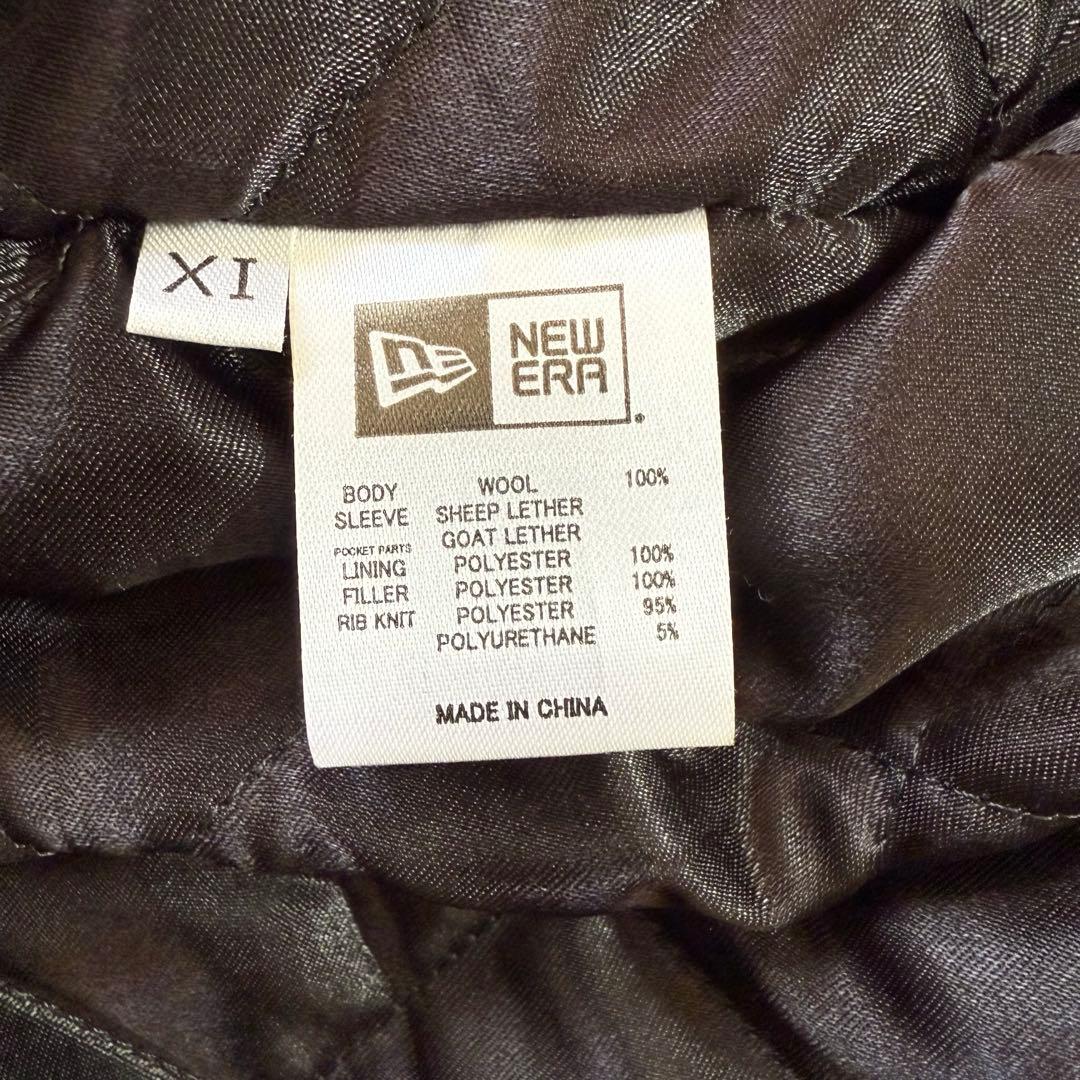 XI
NEW
ERA
BODY WOOL 100%
SLEEVE SHEEP LETHER
GOAT LETHER
POCKET PARTS
LINING POLYESTER 100%
FILLER POLYESTER 100%
RIB KNIT POLYESTER 95%
POLYURETHANE 5%
MADE IN CHINA